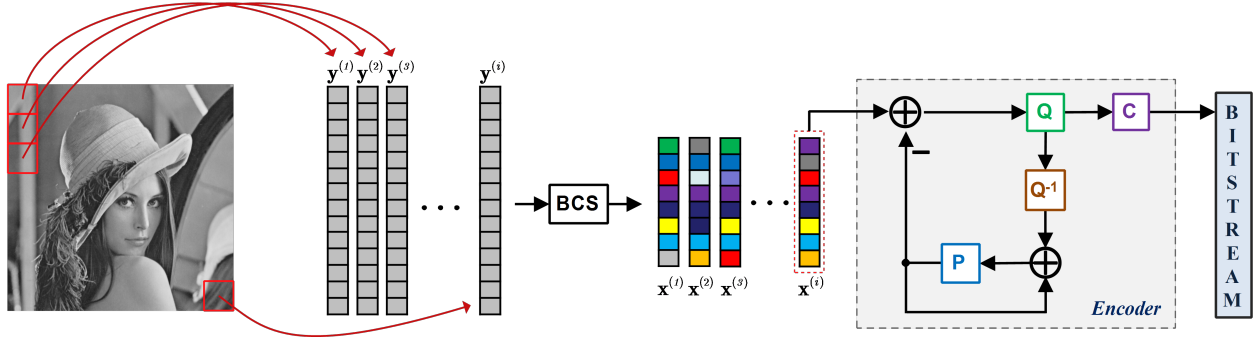 y⁽¹⁾ y⁽²⁾ y⁽³⁾ y⁽ⁱ⁾
. . .
BCS
x⁽¹⁾ x⁽²⁾ x⁽³⁾ x⁽ⁱ⁾
. . .
+
−
Q
C
Q⁻¹
P
+
Encoder
BITSTREAM